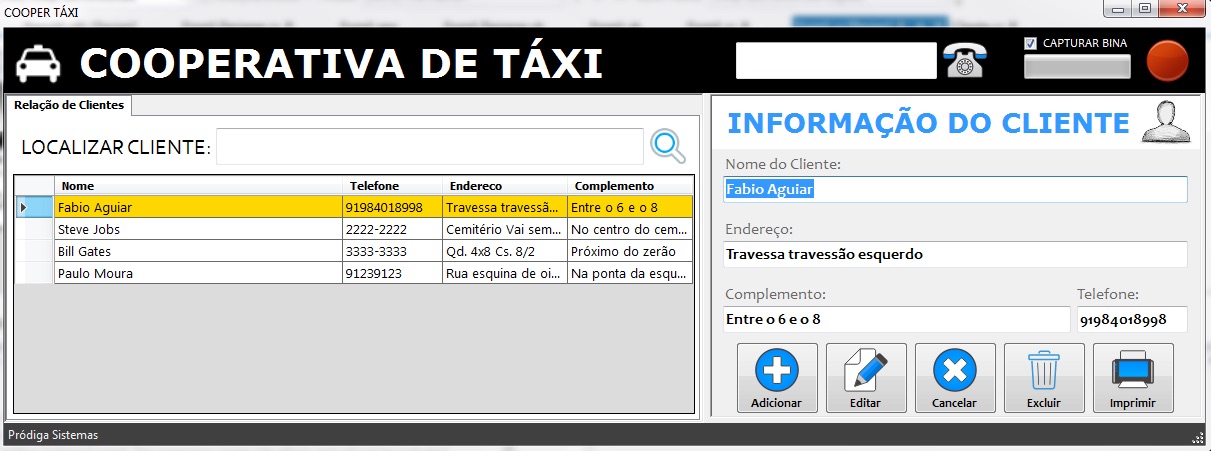 COOPER TÁXI
COOPERATIVA DE TÁXI
CAPTURAR BINA
Relação de Clientes
LOCALIZAR CLIENTE:
Nome Telefone Endereco Complemento
Fabio Aguiar 91984018998 Travessa travessã... Entre o 6 e o 8
Steve Jobs 2222-2222 Cemitério Vai sem... No centro do cem...
Bill Gates 3333-3333 Qd. 4x8 Cs. 8/2 Próximo do zerão
Paulo Moura 91239123 Rua esquina de oi... Na ponta da esqu...
INFORMAÇÃO DO CLIENTE
Nome do Cliente:
Fabio Aguiar
Endereço:
Travessa travessão esquerdo
Complemento: Telefone:
Entre o 6 e o 8 91984018998
Adicionar Editar Cancelar Excluir Imprimir
Pródiga Sistemas